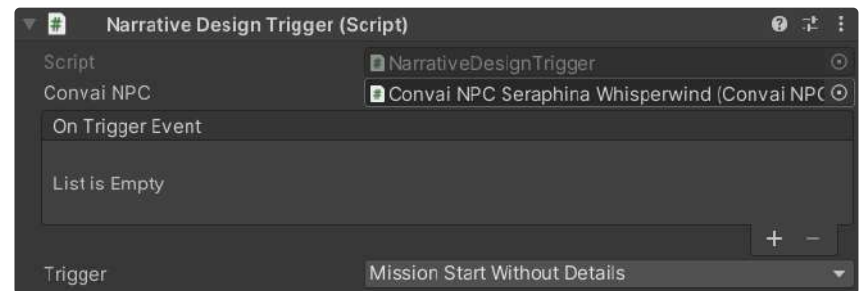 Narrative Design Trigger (Script)
Script NarrativeDesignTrigger
Convai NPC Convai NPC Seraphina Whisperwind (Convai NPC
On Trigger Event
List is Empty
+ −
Trigger Mission Start Without Details